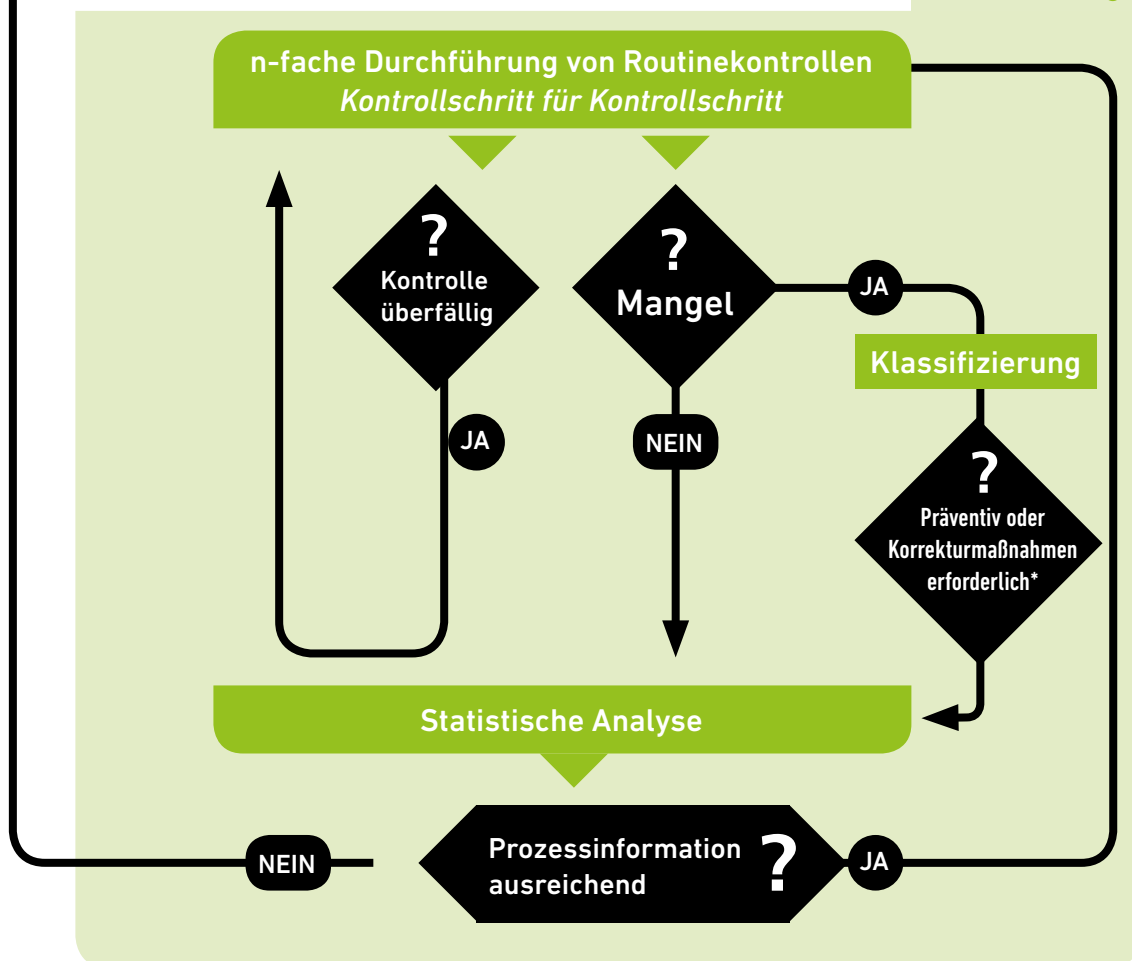 n-fache Durchführung von Routinekontrollen
Kontrollschritt für Kontrollschritt
?
Kontrolle
überfällig
?
Mangel
JA
Klassifizierung
JA
NEIN
?
Präventiv oder
Korrekturmaßnahmen
erforderlich*
Statistische Analyse
NEIN
Prozessinformation
ausreichend
?
JA